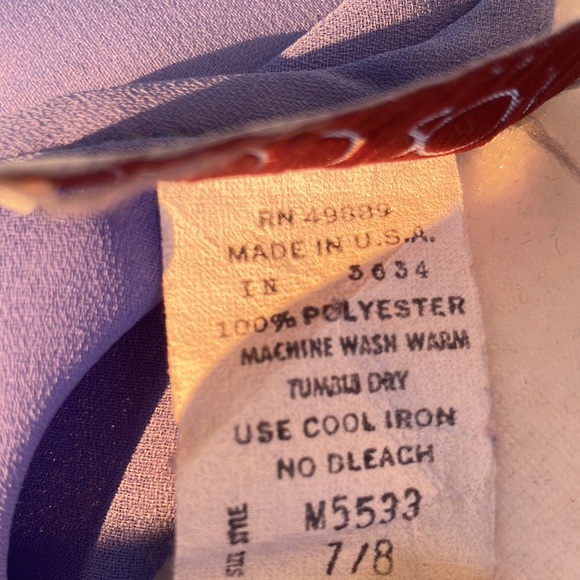 RN 49889
MADE IN U.S.A.
IN 3634
100% POLYESTER
MACHINE WASH WARM
TUMBLE DRY
USE COOL IRON
NO BLEACH
STYLE M5533
SIZE 7/8